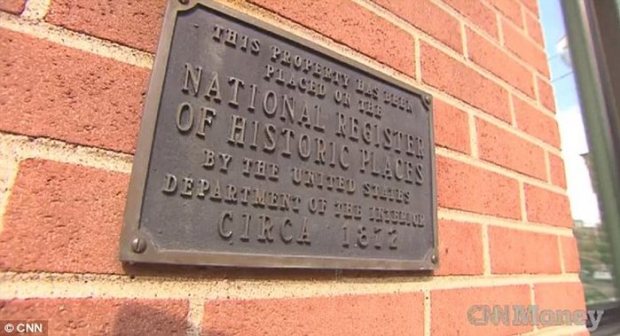 THIS PROPERTY HAS BEEN
PLACED ON THE
NATIONAL REGISTER
OF HISTORIC PLACES
BY THE UNITED STATES
DEPARTMENT OF THE INTERIOR
CIRCA 1872
CNNMoney
© CNN